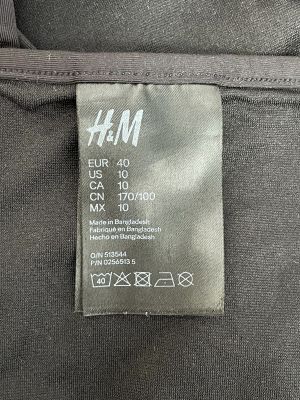 H&M
EUR 40
US 10
CA 10
CN 170/100
MX 10
Made in Bangladesh
Fabriqué en Bangladesh
Hecho en Bangladesh
O/N 513544
P/N 0256513 5
40